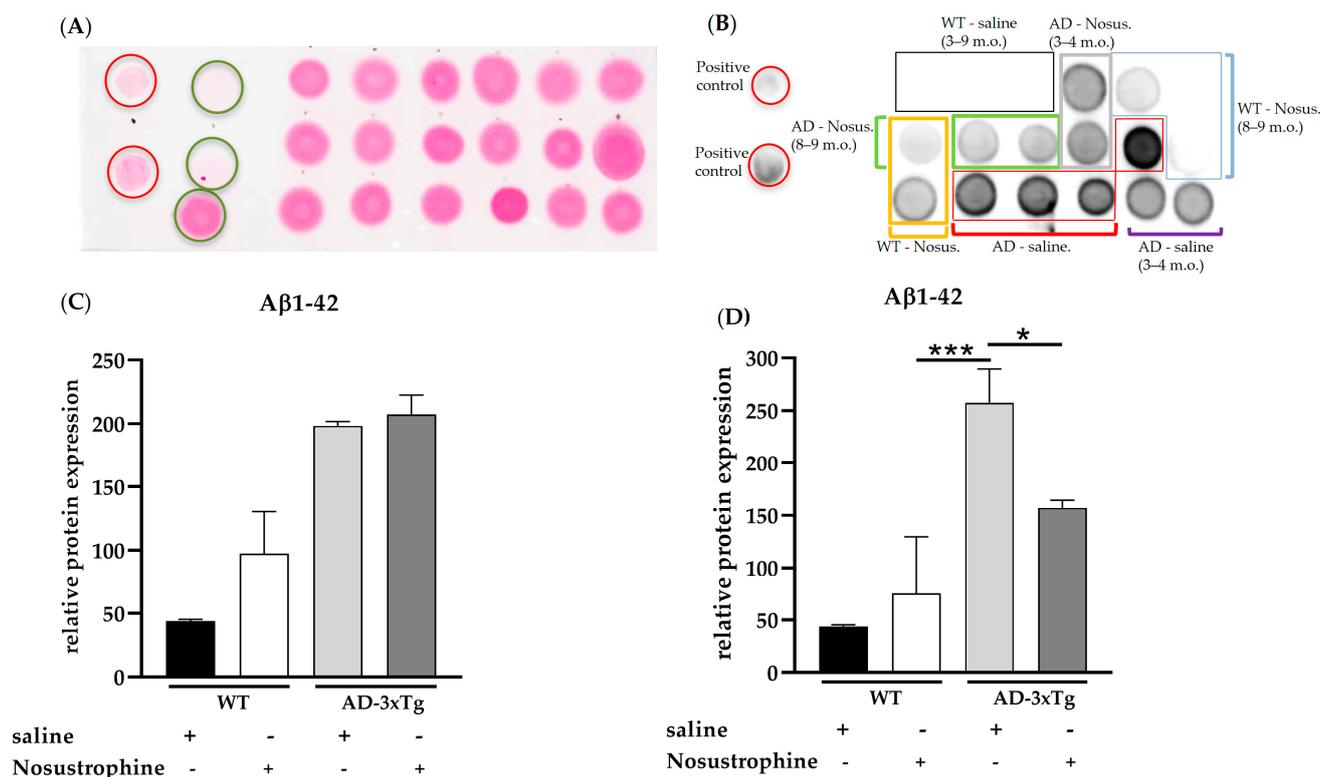 (A)
(B)
WT - saline
(3–9 m.o.)
AD - Nosus.
(3–4 m.o.)
Positive
control
WT - Nosus.
(8–9 m.o.)
AD - Nosus.
(8–9 m.o.)
Positive
control
WT - Nosus.
AD - saline.
AD - saline
(3–4 m.o.)
(C)
Aβ1-42
relative protein expression
250
200
150
100
50
0
WT
AD-3xTg
saline + - + -
Nosustrophine - + - +
(D)
Aβ1-42
relative protein expression
300
250
200
150
100
50
0
***
*
WT
AD-3xTg
saline + - + -
Nosustrophine - + - +